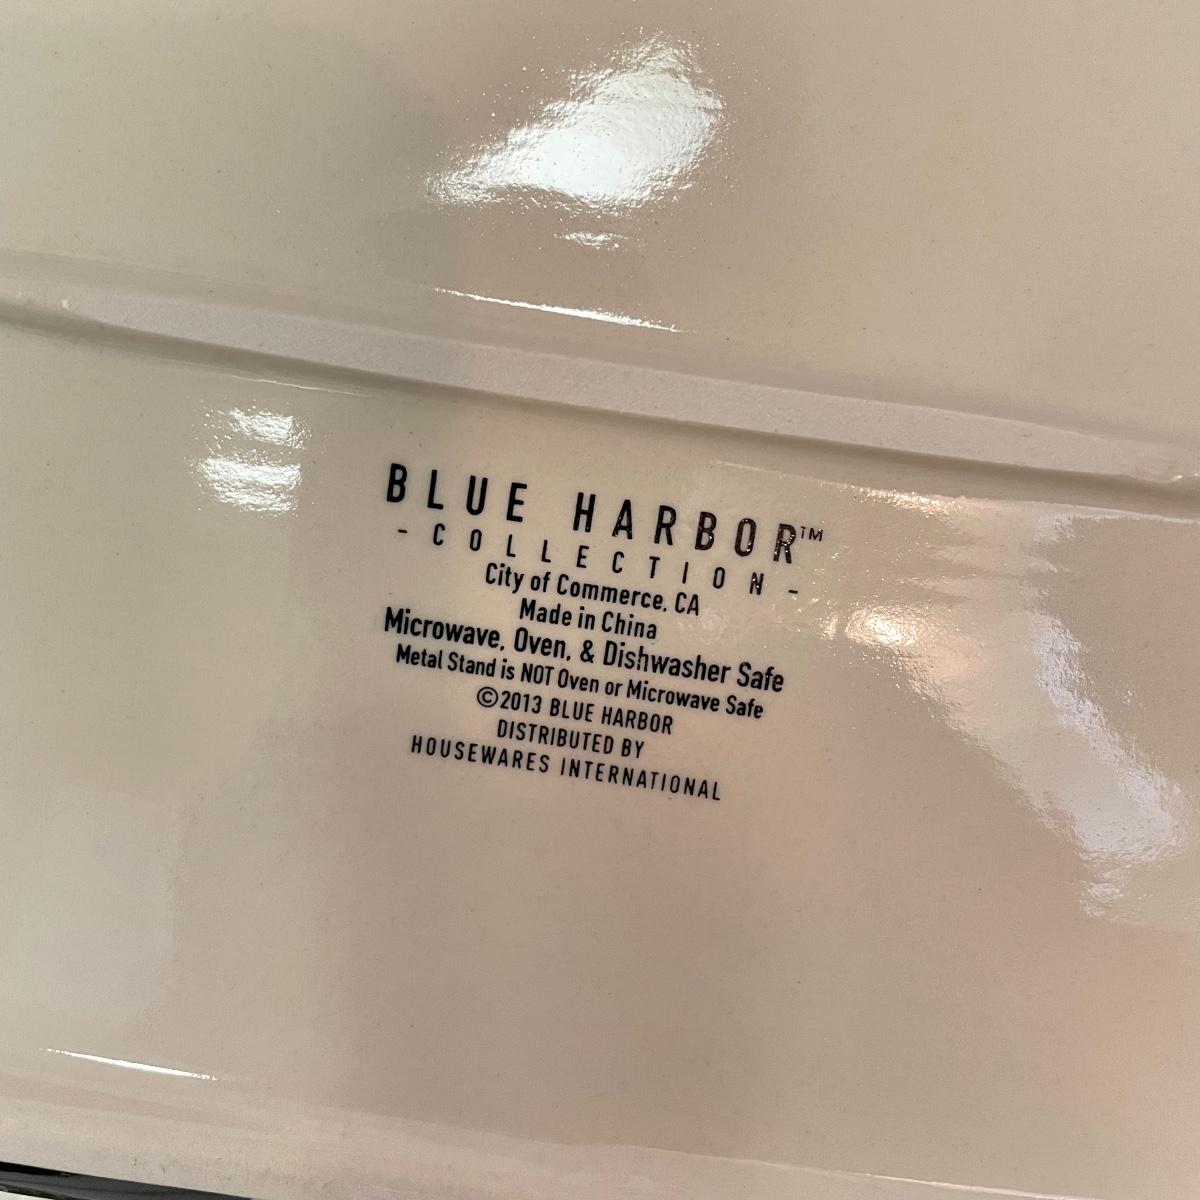 BLUE HARBOR™
- COLLECTION -
City of Commerce, CA
Made in China
Microwave, Oven, & Dishwasher Safe
Metal Stand is NOT Oven or Microwave Safe
©2013 BLUE HARBOR
DISTRIBUTED BY
HOUSEWARES INTERNATIONAL